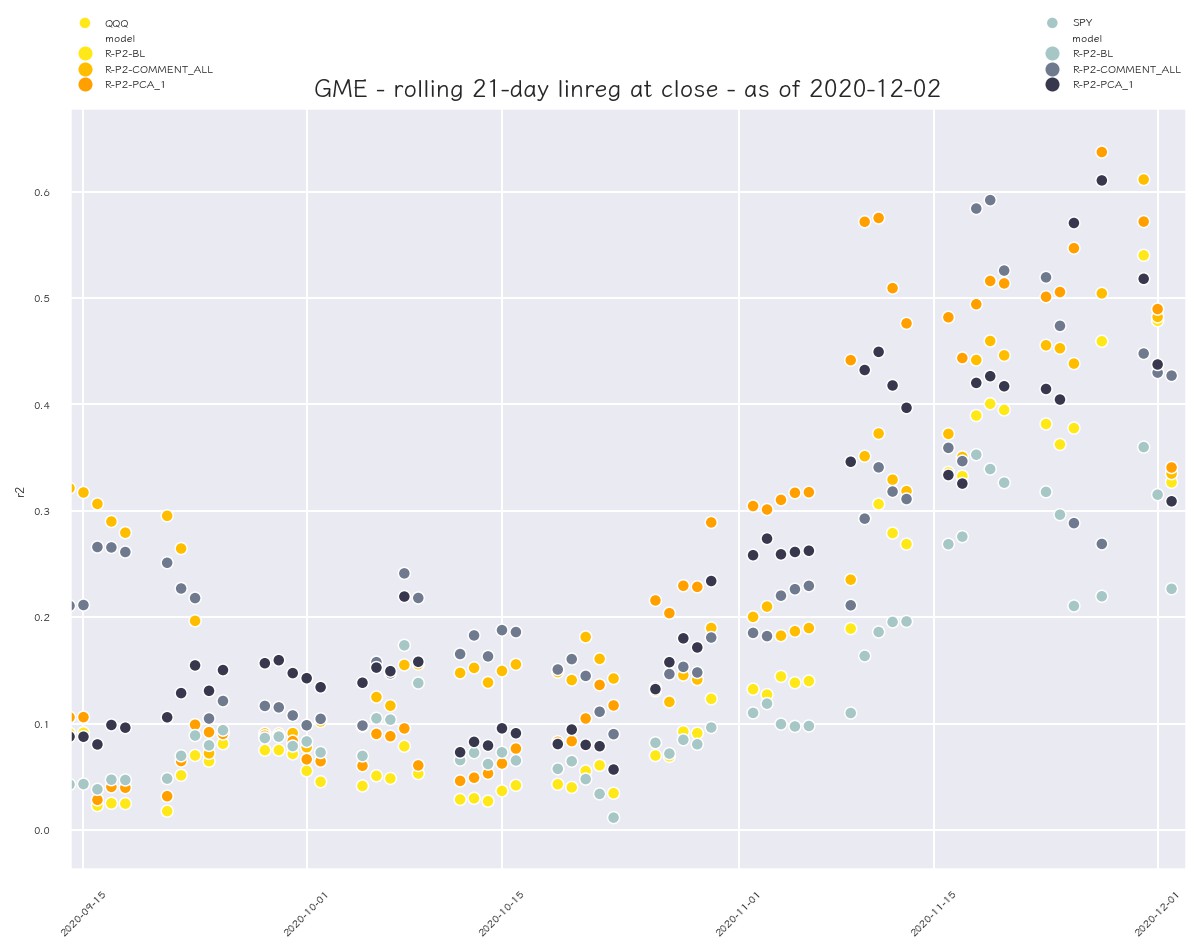 QQQ
model
R-P2-BL
R-P2-COMMENT_ALL
R-P2-PCA_1
SPY
model
R-P2-BL
R-P2-COMMENT_ALL
R-P2-PCA_1
GME - rolling 21-day linreg at close - as of 2020-12-02
0.6
0.5
0.4
0.3
0.2
0.1
0.0
r2
2020-09-15
2020-10-01
2020-10-15
2020-11-01
2020-11-15
2020-12-01